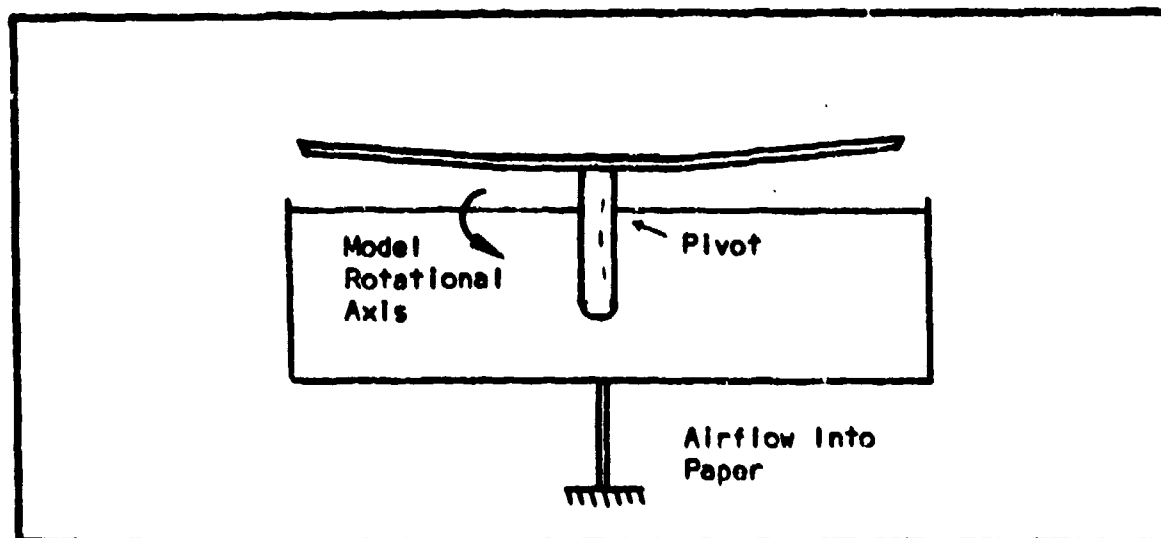 Model
Rotational
Axis
Pivot
Airflow Into
Paper